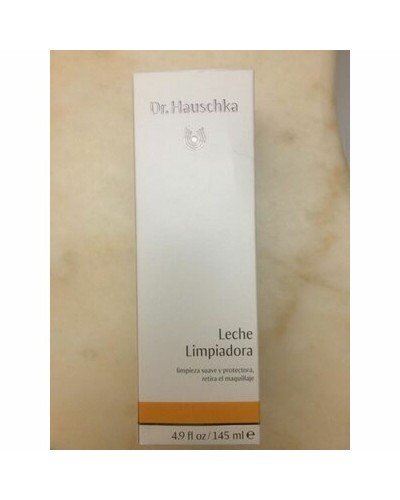 Dr. Hauschka
Leche
Limpiadora
limpieza suave y protectora,
retira el maquillaje
4.9 fl oz / 145 ml ℮